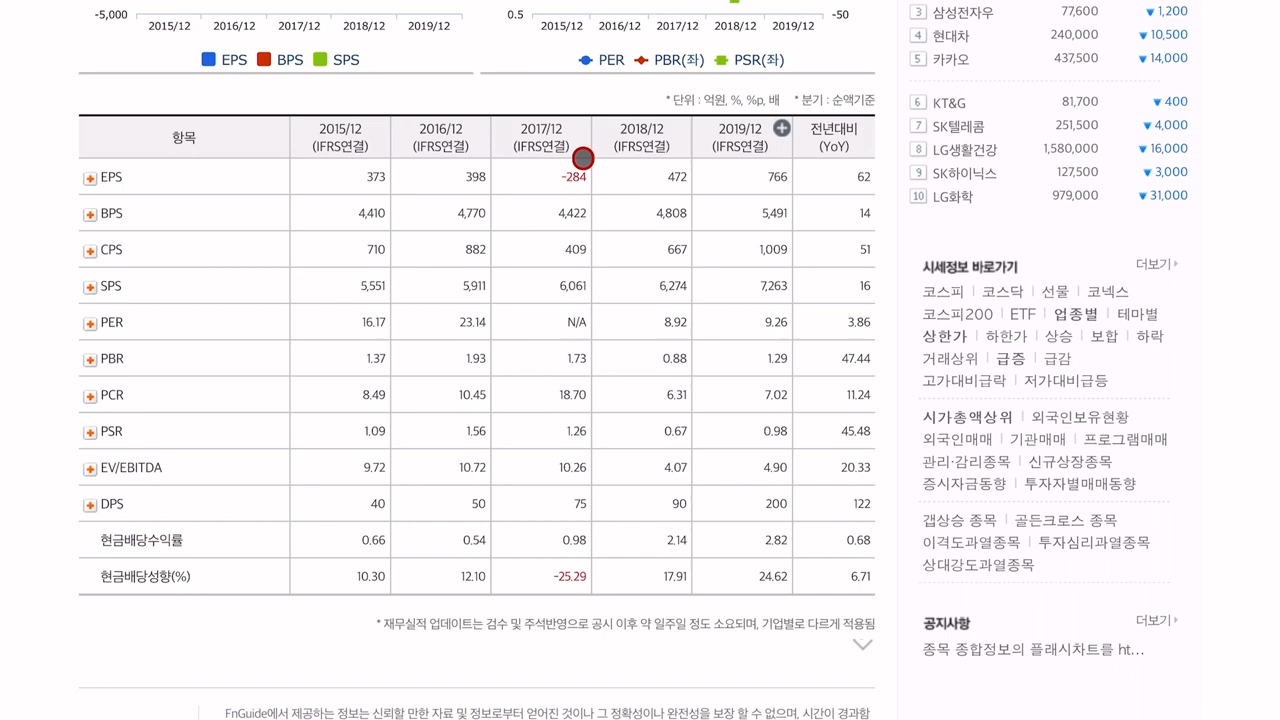 -5,000
2015/12 2016/12 2017/12 2018/12 2019/12
EPS BPS SPS
0.5 -50
2015/12 2016/12 2017/12 2018/12 2019/12
PER PBR(좌) PSR(좌)
* 단위 : 억원, %, %p, 배 * 분기 : 순액기준
항목 2015/12 (IFRS연결) 2016/12 (IFRS연결) 2017/12 (IFRS연결) 2018/12 (IFRS연결) 2019/12 (IFRS연결) 전년대비 (YoY)
EPS 373 398 -284 472 766 62
BPS 4,410 4,770 4,422 4,808 5,491 14
CPS 710 882 409 667 1,009 51
SPS 5,551 5,911 6,061 6,274 7,263 16
PER 16.17 23.14 N/A 8.92 9.26 3.86
PBR 1.37 1.93 1.73 0.88 1.29 47.44
PCR 8.49 10.45 18.70 6.31 7.02 11.24
PSR 1.09 1.56 1.26 0.67 0.98 45.48
EV/EBITDA 9.72 10.72 10.26 4.07 4.90 20.33
DPS 40 50 75 90 200 122
현금배당수익률 0.66 0.54 0.98 2.14 2.82 0.68
현금배당성향(%) 10.30 12.10 -25.29 17.91 24.62 6.71
* 재무실적 업데이트는 검수 및 주석반영으로 공시 이후 약 일주일 정도 소요되며, 기업별로 다르게 적용됨
FnGuide에서 제공하는 정보는 신뢰할 만한 자료 및 정보로부터 얻어진 것이나 그 정확성이나 완전성을 보장 할 수 없으며, 시간이 경과함
3 삼성전자우 77,600 ▼1,200
4 현대차 240,000 ▼10,500
5 카카오 437,500 ▼14,000
6 KT&G 81,700 ▼400
7 SK텔레콤 251,500 ▼4,000
8 LG생활건강 1,580,000 ▼16,000
9 SK하이닉스 127,500 ▼3,000
10 LG화학 979,000 ▼31,000
시세정보 바로가기 더보기
코스피 코스닥 선물 코넥스
코스피200 ETF 업종별 테마별
상한가 하한가 상승 보합 하락
거래상위 급증 급감
고가대비급락 저가대비급등
시가총액상위 외국인보유현황
외국인매매 기관매매 프로그램매매
관리·감리종목 신규상장종목
증시자금동향 투자자별매매동향
갭상승 종목 골든크로스 종목
이격도과열종목 투자심리과열종목
상대강도과열종목
공지사항 더보기
종목 종합정보의 플래시차트를 ht...